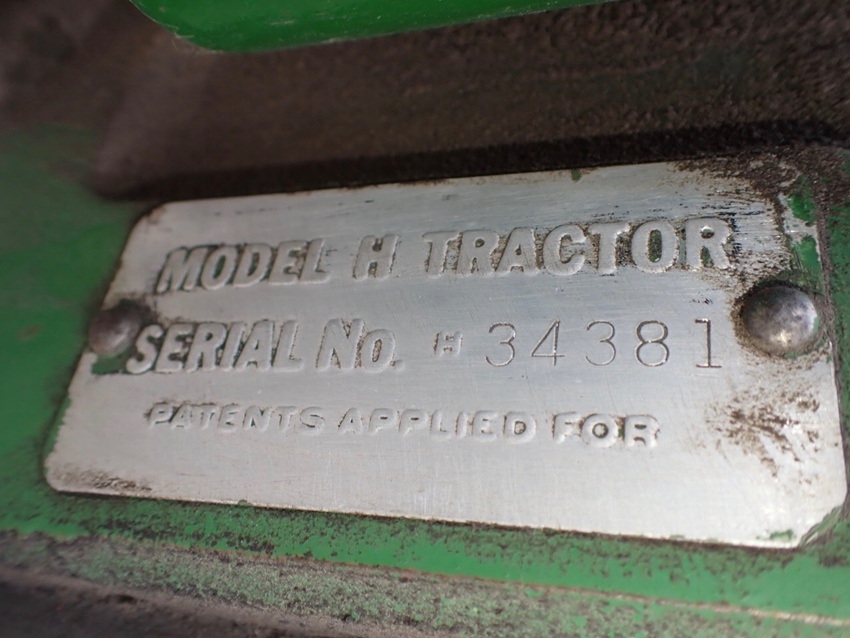 MODEL H TRACTOR
SERIAL No. H 34381
PATENTS APPLIED FOR